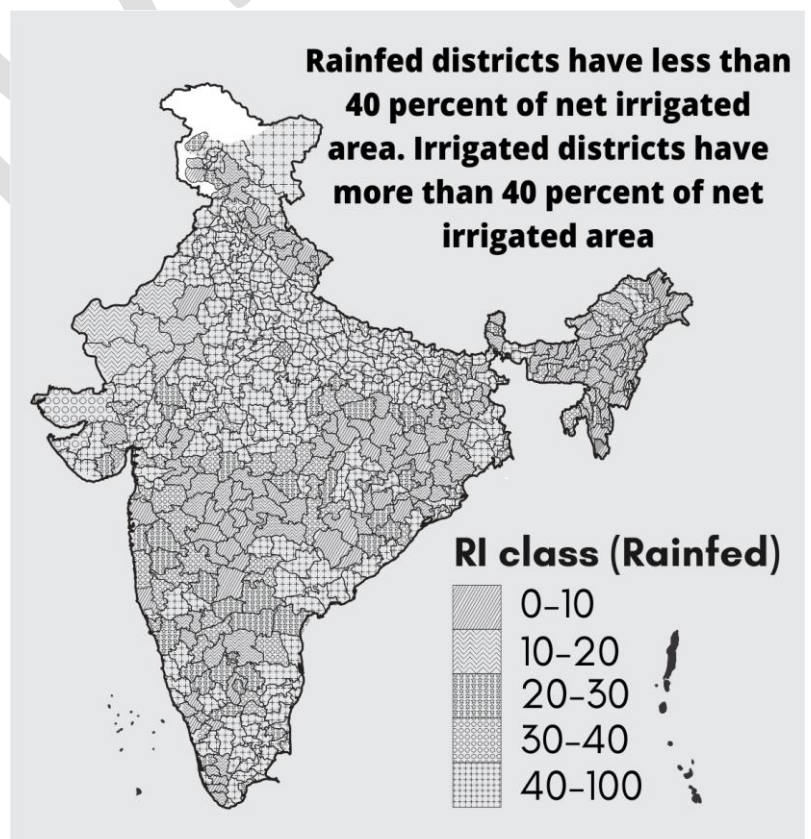 Rainfed districts have less than
40 percent of net irrigated
area. Irrigated districts have
more than 40 percent of net
irrigated area
RI class (Rainfed)
0-10
10-20
20-30
30-40
40-100